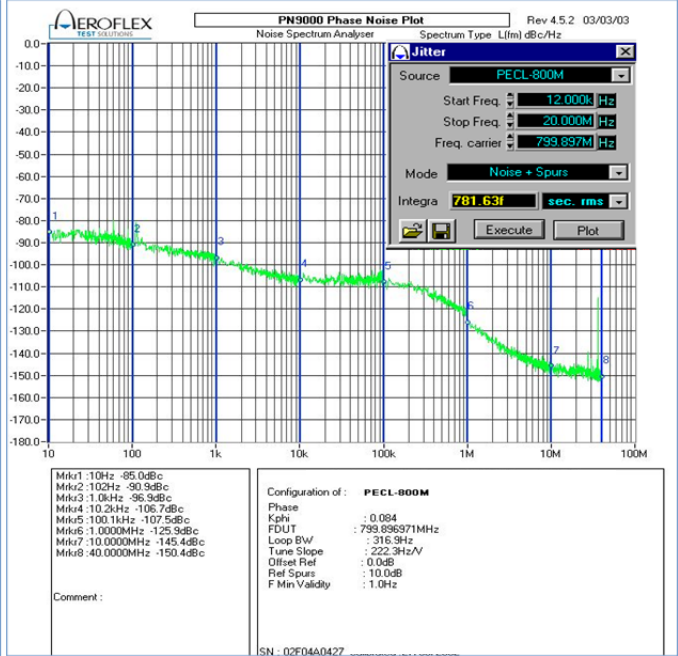 AEROFLEX
TEST SOLUTIONS
PN9000 Phase Noise Plot
Rev 4.5.2 03/03/03
Noise Spectrum Analyser
Spectrum Type L(fm) dBc/Hz
Jitter
Source PECL-800M
Start Freq. 12.000k Hz
Stop Freq. 20.000M Hz
Freq. carrier 799.897M Hz
Mode Noise + Spurs
Integra 781.63f sec. rms
Execute Plot
0.0
-10.0
-20.0
-30.0
-40.0
-50.0
-60.0
-70.0
-80.0
-90.0
-100.0
-110.0
-120.0
-130.0
-140.0
-150.0
-160.0
-170.0
-180.0
1
2
3
4
5
6
7
8
10 100 1k 10k 100k 1M 10M 100M
Mrkr1 :10Hz -85.0dBc
Mrkr2 :102Hz -90.9dBc
Mrkr3 :1.0kHz -96.9dBc
Mrkr4 :10.2kHz -106.7dBc
Mrkr5 :100.1kHz -107.5dBc
Mrkr6 :1.0000MHz -125.9dBc
Mrkr7 :10.0000MHz -145.4dBc
Mrkr8 :40.0000MHz -150.4dBc
Comment :
Configuration of : PECL-800M
Phase
Kphi : 0.084
FDUT : 799.896971MHz
Loop BW : 316.9Hz
Tune Slope : 222.3Hz/V
Offset Ref : 0.0dB
Ref Spurs : 10.0dB
F Min Validity : 1.0Hz
SN : 02F04A0427